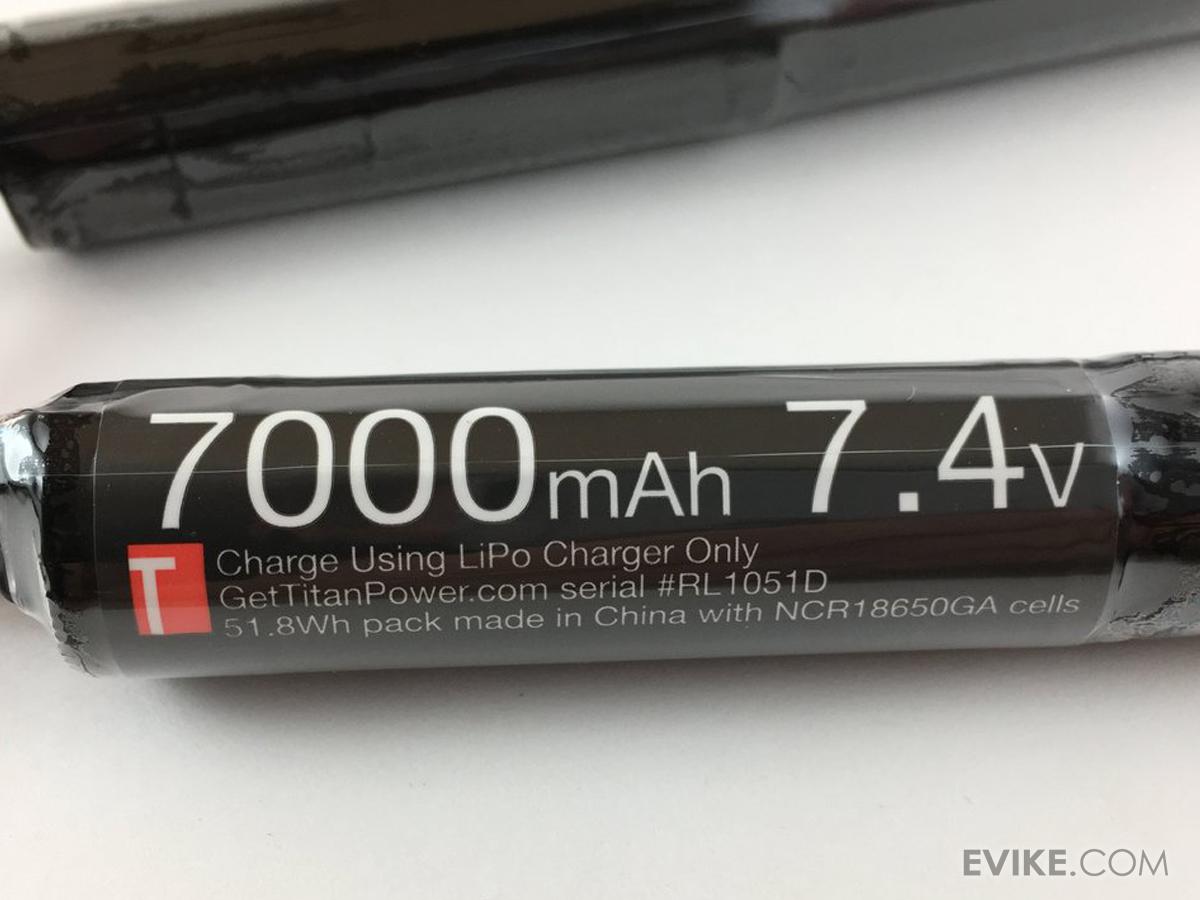 7000mAh 7.4V
T
Charge Using LiPo Charger Only
GetTitanPower.com serial #RL1051D
51.8Wh pack made in China with NCR18650GA cells
EVIKE.COM